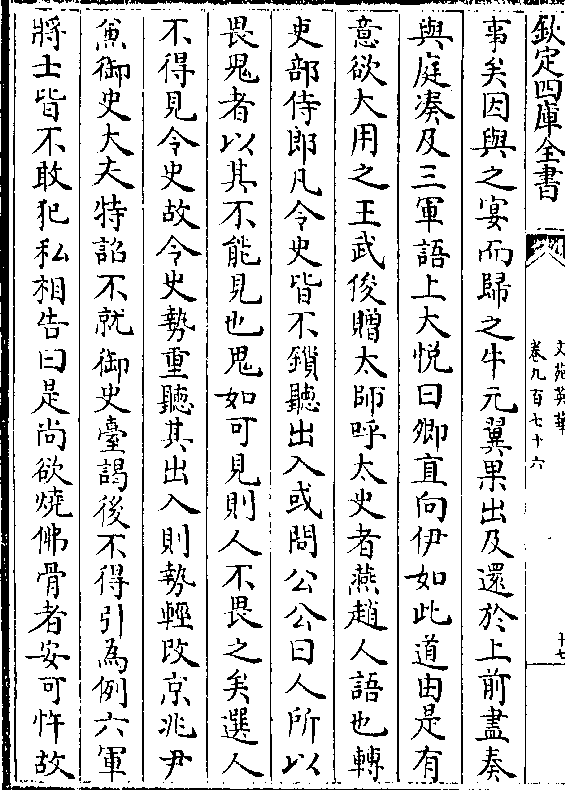 欽定四庫全書
文苑英華
卷九百七十六
十七
事矣因與之宴而歸之牛元翼果出及還於上前盡奏
與庭湊及三軍語上大悦曰卿直向伊如此道由是有
意欲大用之王武俊贈太師呼太史者燕趙人語也轉
吏部侍郎凡令史皆不鎖聽出入或問公公曰人所以
畏鬼者以其不能見也鬼如可見則人不畏之矣選人
不得見令史故令史勢重聽其出入則勢輕改京兆尹
兼御史大夫特詔不就御史臺謁後不得引為例六軍
將士皆不敢犯私相告曰是尚欲燒佛骨者安可忤故